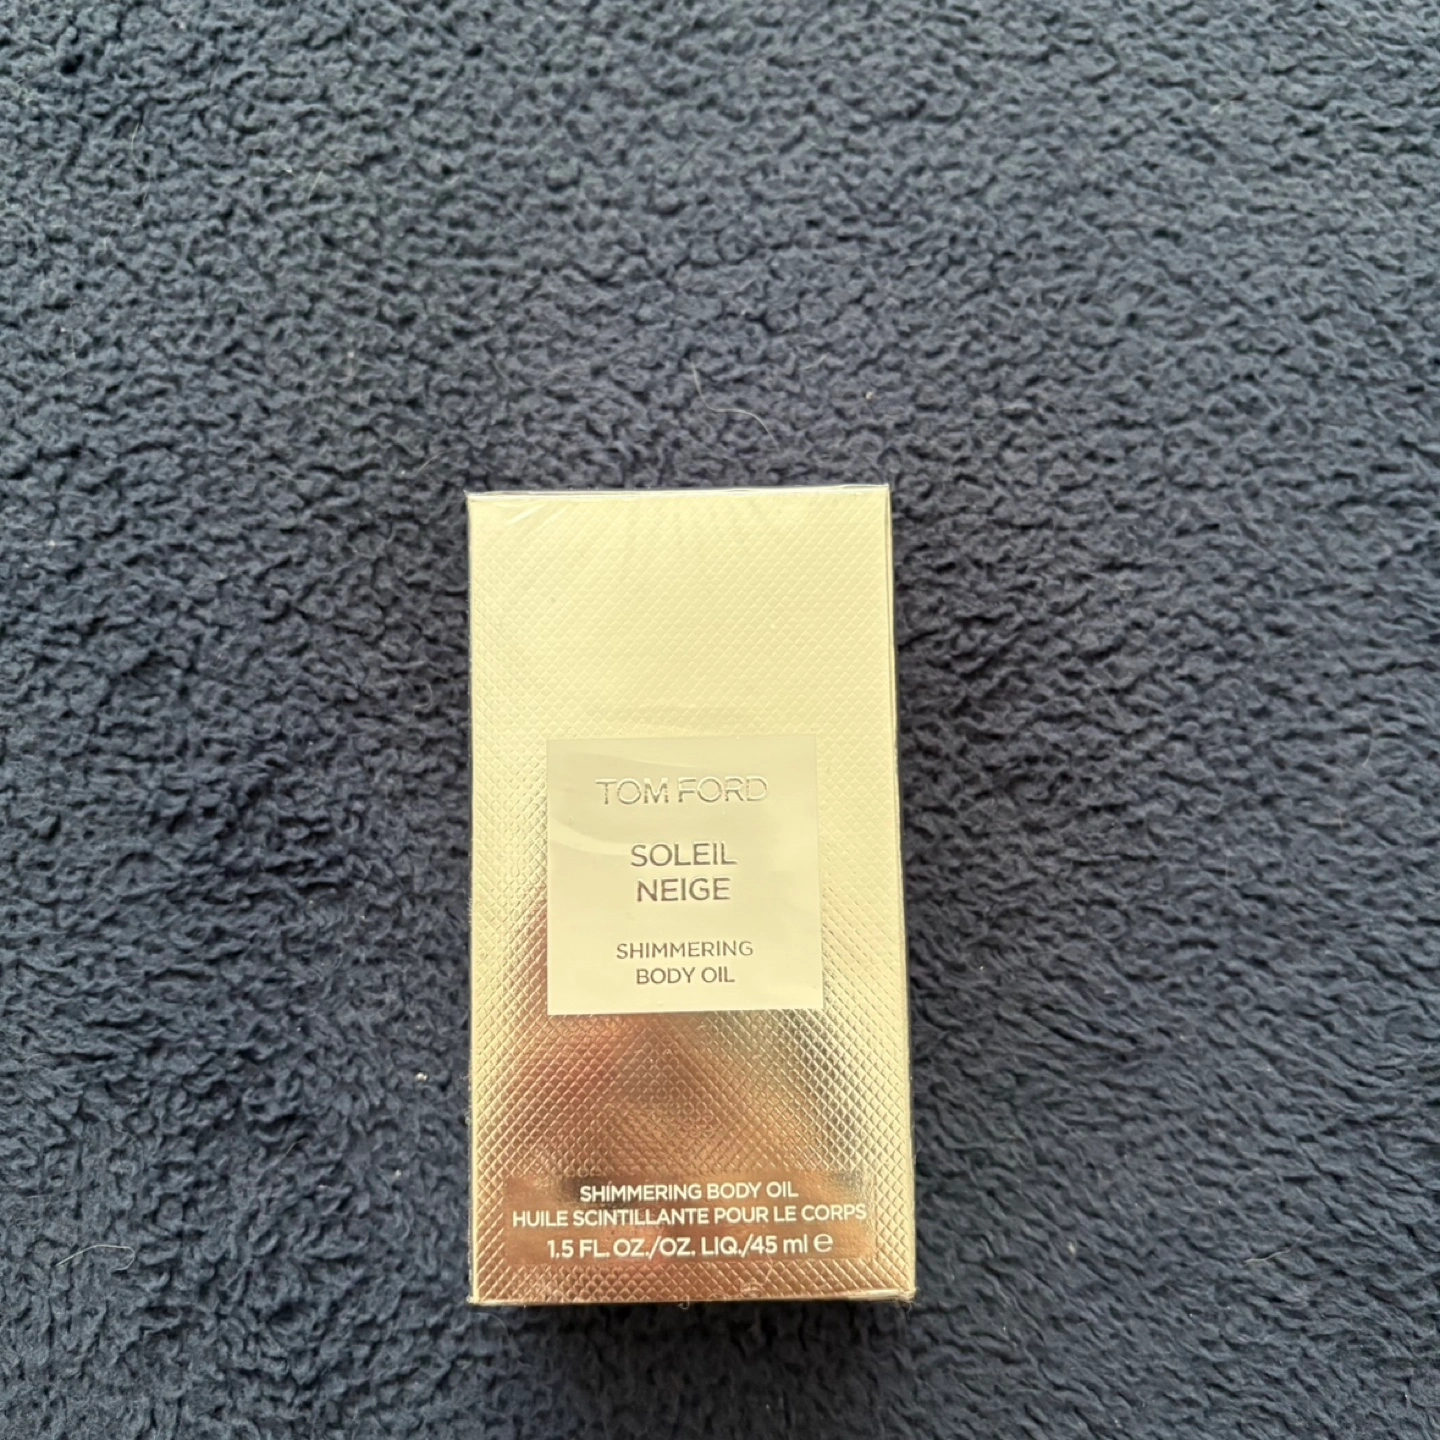 TOM FORD
SOLEIL
NEIGE
SHIMMERING
BODY OIL
SHIMMERING BODY OIL
HUILE SCINTILLANTE POUR LE CORPS
1.5 FL. OZ./OZ. LIQ./45 ml ℮